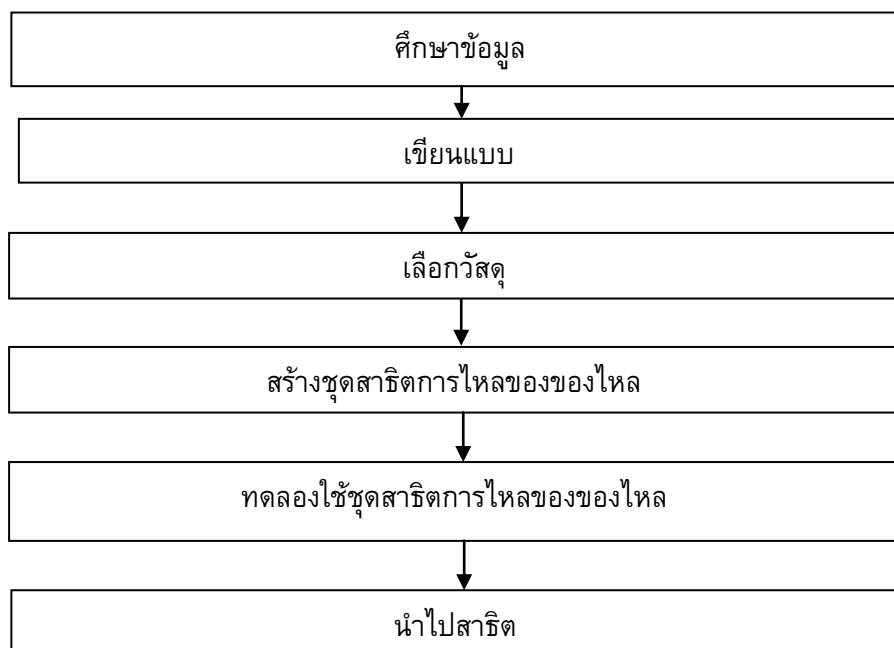 ศึกษาข้อมูล
เขียนแบบ
เลือกวัสดุ
สร้างชุดสาธิตการไหลของของไหล
ทดลองใช้ชุดสาธิตการไหลของของไหล
นำไปสาธิต